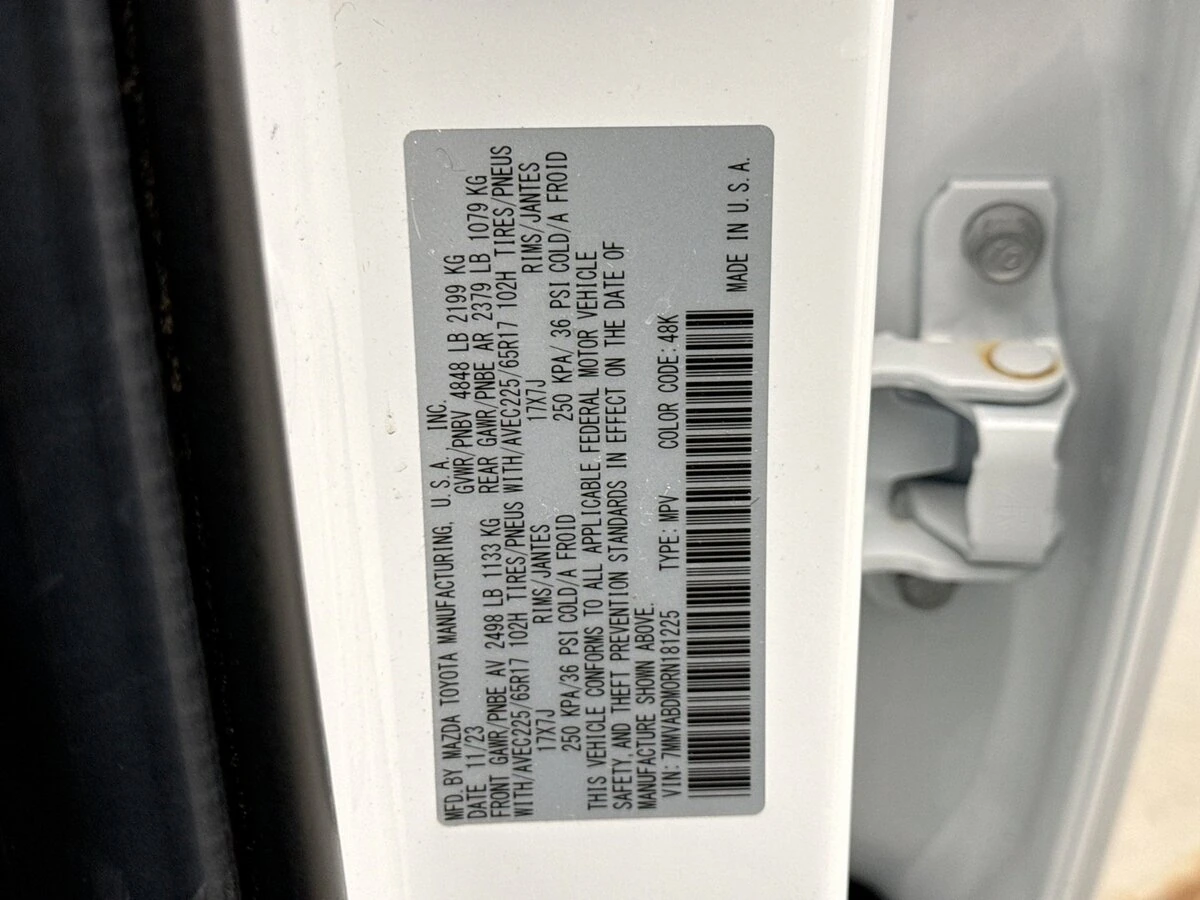 MFD. BY MAZDA TOYOTA MANUFACTURING, U.S.A. INC.
DATE 11/23 GVWR/PNBV 4848 LB 2199 KG
FRONT GAWR/PNBE AV 2498 LB 1133 KG REAR GAWR/PNBE AR 2379 LB 1079 KG
WITH/AVEC225/65R17 102H TIRES/PNEUS WITH/AVEC225/65R17 102H TIRES/PNEUS
17X7J RIMS/JANTES 17X7J RIMS/JANTES
250 KPA/36 PSI COLD/A FROID 250 KPA/ 36 PSI COLD/A FROID
THIS VEHICLE CONFORMS TO ALL APPLICABLE FEDERAL MOTOR VEHICLE
SAFETY, AND THEFT PREVENTION STANDARDS IN EFFECT ON THE DATE OF
MANUFACTURE SHOWN ABOVE.
VIN: 7MMVABDM0RN181225 TYPE: MPV COLOR CODE: 48K
MADE IN U.S.A.